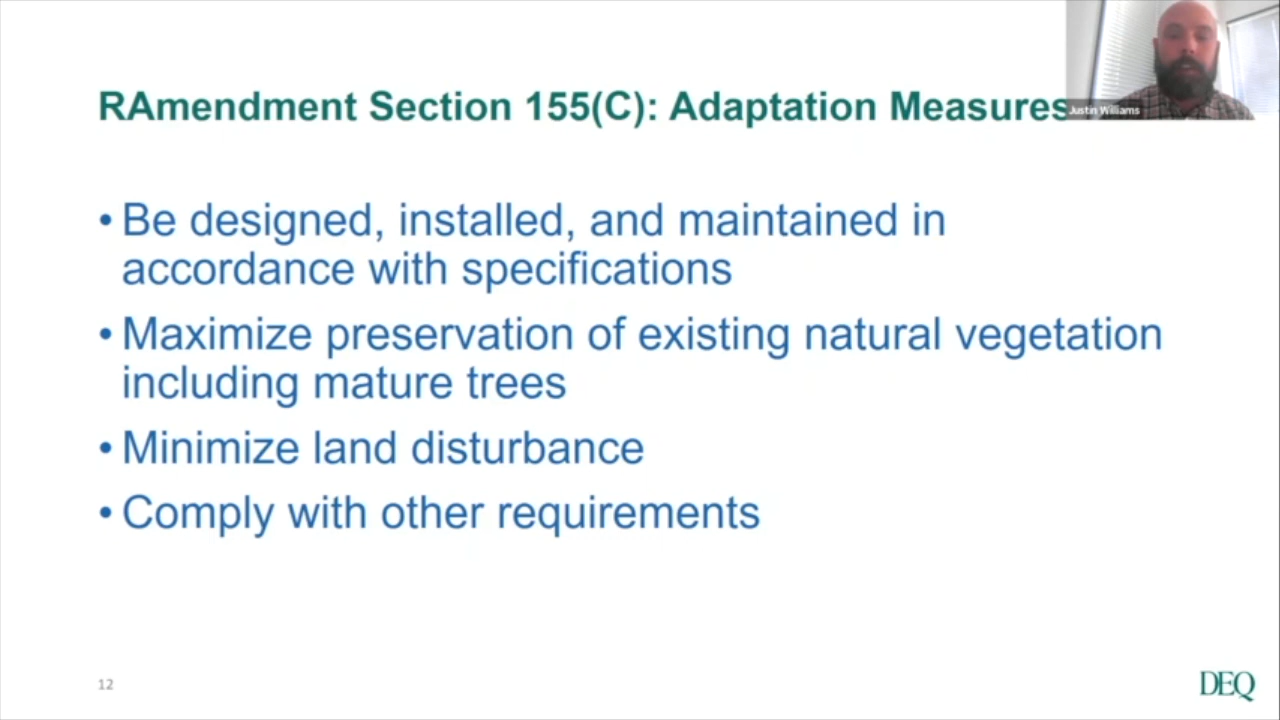 RAmendment Section 155(C): Adaptation Measures
Justin Williams
• Be designed, installed, and maintained in
accordance with specifications
• Maximize preservation of existing natural vegetation
including mature trees
• Minimize land disturbance
• Comply with other requirements
12
DEQ